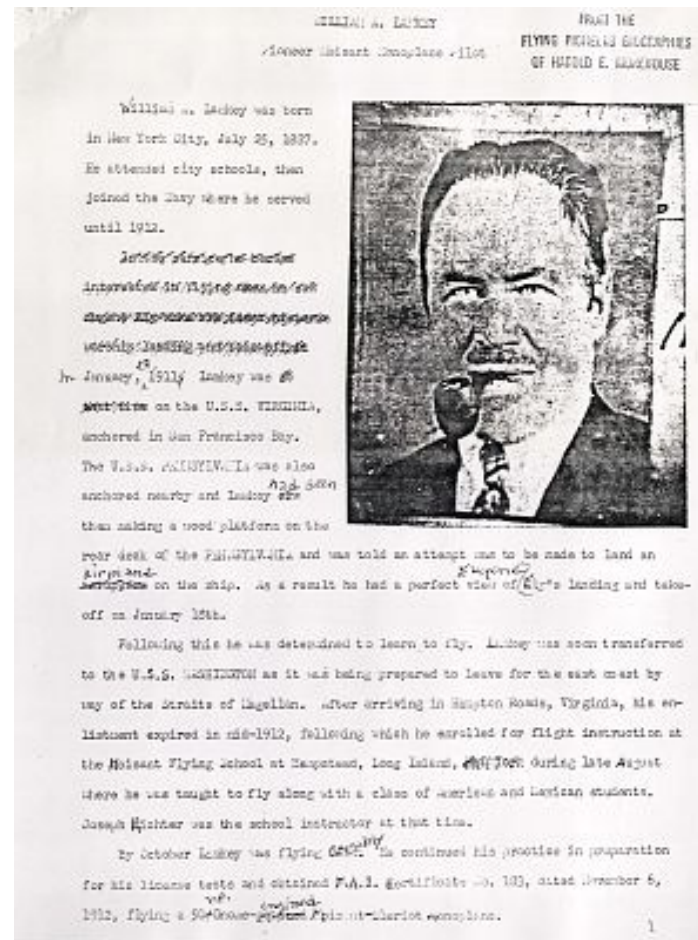 WILLIAM A. LACKEY
FROM THE
Pioneer Moisant Monoplane Pilot
FLYING PIONEERS BIOGRAPHIES
OF HAROLD E. MOREHOUSE
William A. Lackey was born
in New York City, July 25, 1887.
He attended city schools, then
joined the Navy where he served
until 1912.
In January, 1911, Lackey was
on the U.S.S. VIRGINIA,
anchored in San Francisco Bay.
The U.S.S. PENNSYLVANIA was also
had seen
anchored nearby and Lackey
them making a wood platform on the
rear deck of the PENNSYLVANIA and was told an attempt was to be made to land an
airplane Eugene
on the ship. As a result he had a perfect view of Ely's landing and take-
off on January 18th.
Following this he was determined to learn to fly. Lackey was soon transferred
to the U.S.S. WASHINGTON as it was being prepared to leave for the east coast by
way of the Straits of Magellan. After arriving in Hampton Roads, Virginia, his en-
listment expired in mid-1912, following which he enrolled for flight instruction at
the Moisant Flying School at Hempstead, Long Island, during late August
where he was taught to fly along with a class of American and Mexican students.
Joseph Richter was the school instructor at that time.
By October Lackey was flying He continued his practice in preparation
for his license tests and obtained F.A.I. Certificate No. 183, dated November 6,
engined
1912, flying a 50 Gnome- monoplane.
1